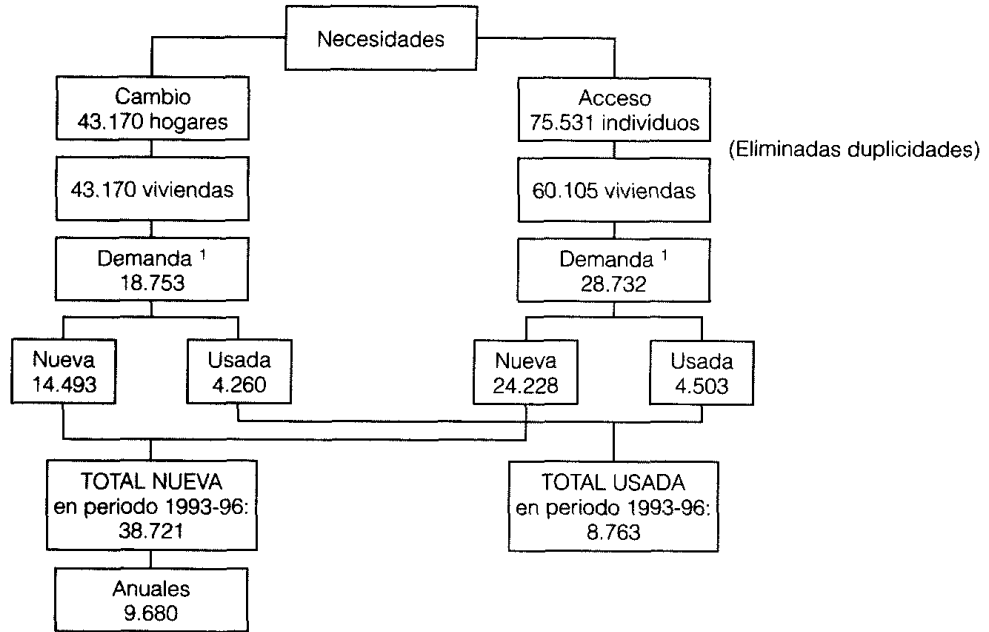 Necesidades
Cambio
43.170 hogares
Acceso
75.531 individuos
(Eliminadas duplicidades)
43.170 viviendas
60.105 viviendas
Demanda ¹
18.753
Demanda ¹
28.732
Nueva
14.493
Usada
4.260
Nueva
24.228
Usada
4.503
TOTAL NUEVA
en periodo 1993-96:
38.721
TOTAL USADA
en periodo 1993-96:
8.763
Anuales
9.680